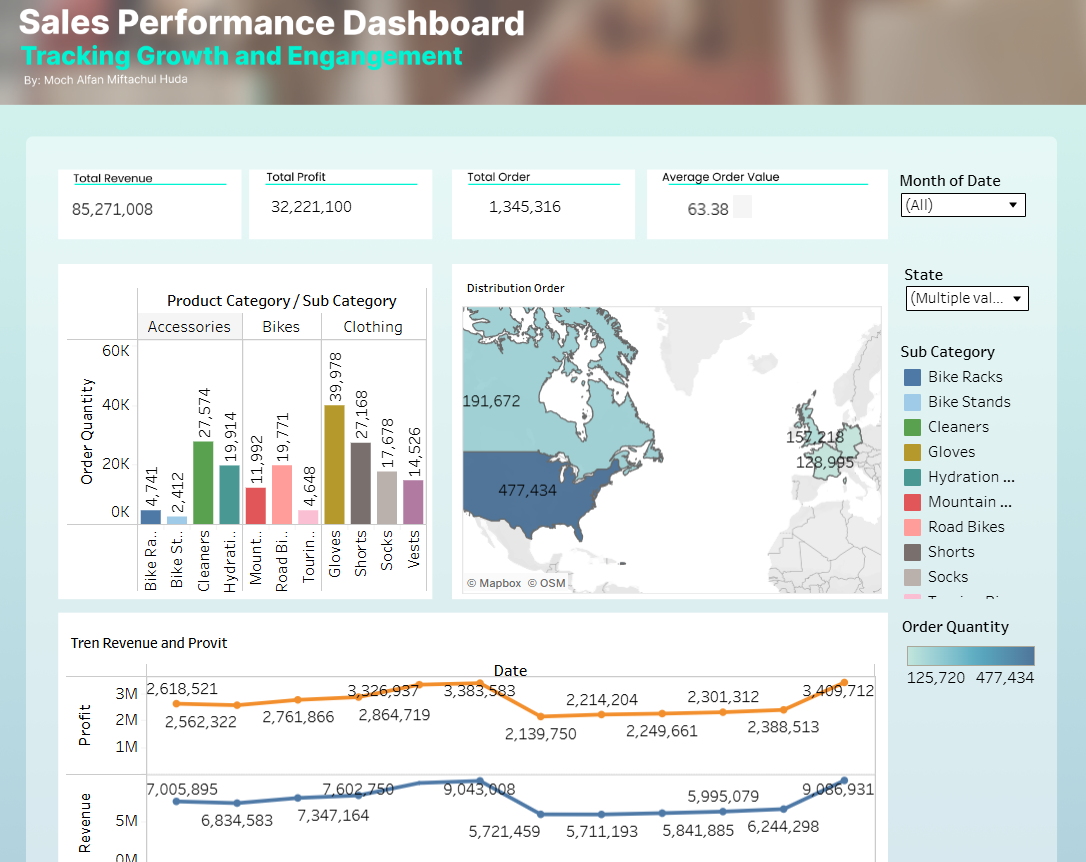 Sales Performance Dashboard
Tracking Growth and Engangement
By: Moch Alfan Miftachul Huda
Total Revenue
85,271,008
Total Profit
32,221,100
Total Order
1,345,316
Average Order Value
63.38
Month of Date
(All)
State
(Multiple val...
Product Category / Sub Category
Accessories Bikes Clothing
Order Quantity
60K
40K
20K
0K
4,741
2,412
27,574
19,914
11,992
19,771
4,648
39,978
27,168
17,678
14,526
Bike Ra..
Bike St..
Cleaners
Hydrati..
Mount..
Road Bi..
Tourin..
Gloves
Shorts
Socks
Vests
Distribution Order
191,672
477,434
157,218
128,995
© Mapbox © OSM
Sub Category
Bike Racks
Bike Stands
Cleaners
Gloves
Hydration ...
Mountain ...
Road Bikes
Shorts
Socks
Order Quantity
125,720 477,434
Tren Revenue and Provit
Date
Profit
3M
2M
1M
2,618,521
2,562,322
2,761,866
3,326,937
2,864,719
3,383,583
2,139,750
2,214,204
2,249,661
2,301,312
2,388,513
3,409,712
Revenue
5M
0M
7,005,895
6,834,583
7,347,164
7,602,750
9,043,008
5,721,459
5,711,193
5,841,885
5,995,079
6,244,298
9,086,931